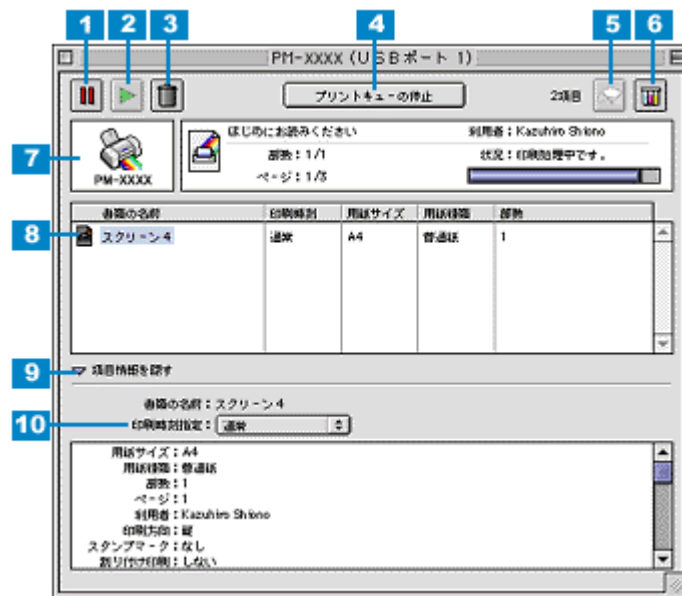 1 2 3 4 5 6
PM-XXXX (USBポート 1)
プリントキューの停止
2項目
7
PM-XXXX
はじめにお読みください
利用者：Kazuhiro Shiono
部数：1/1
状況：印刷処理中です。
ページ：1/3
書類の名前 印刷時刻 用紙サイズ 用紙種類 部数
8
スクリーン4 通常 A4 普通紙 1
9
項目情報を隠す
書類の名前：スクリーン4
10
印刷時刻指定：通常
用紙サイズ：A4
用紙種類：普通紙
部数：1
ページ：1
利用者：Kazuhiro Shiono
印刷方向：縦
スタンプマーク：なし
割り付け印刷：しない